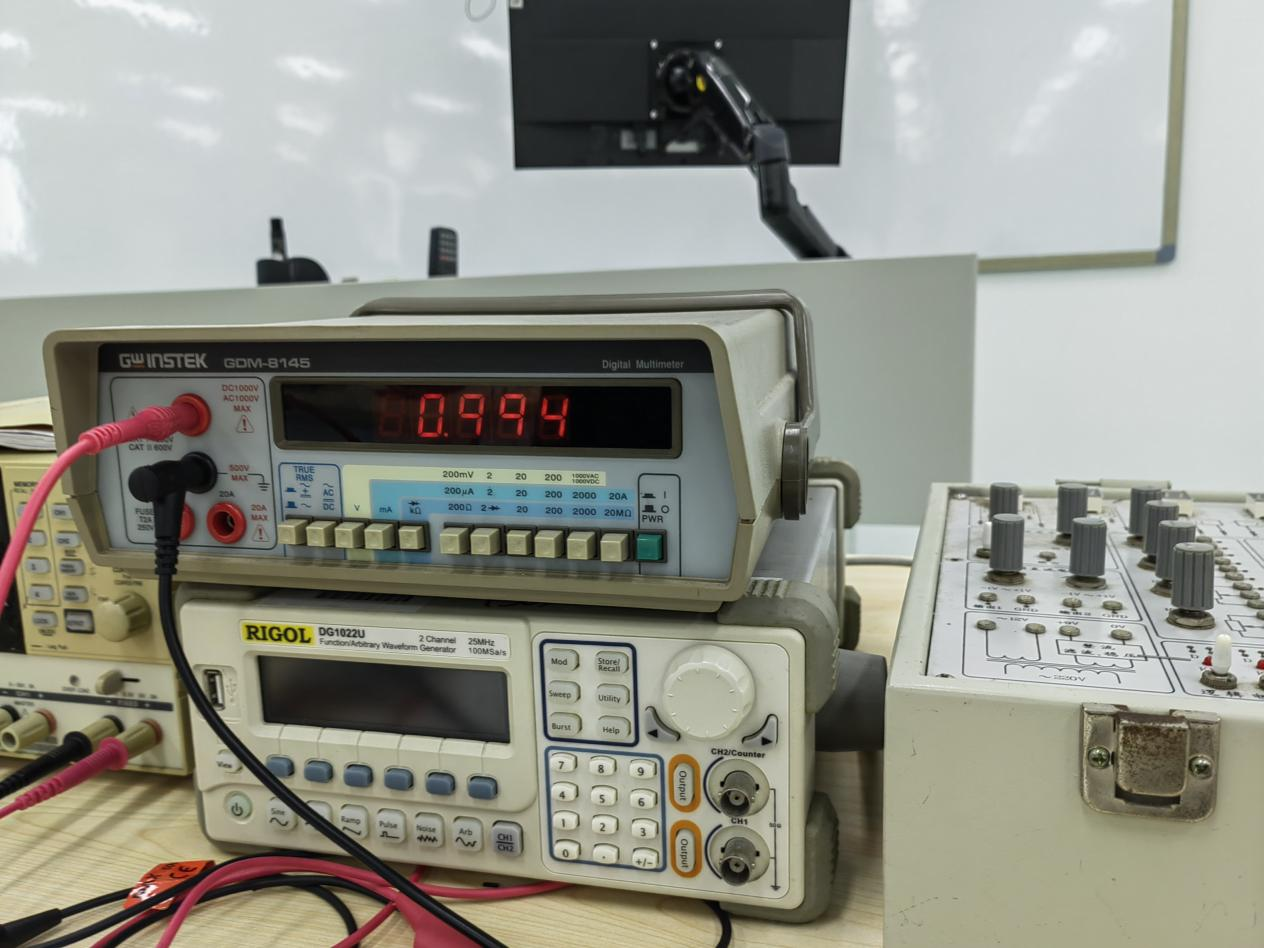 GW INSTEK GDM-8145
Digital Multimeter
DC1000V
AC1000V
MAX
0.994
CAT II 600V
500V
MAX
20A
20A
MAX
FUSE
T2A
250V
TRUE
RMS
AC
DC
V
mA
kΩ
200mV 2 20 200 1000VAC
1000VDC
200μA 2 20 200 2000 20A
200Ω 2 20 200 2000 20MΩ
I
O
PWR
RIGOL DG1022U
2 Channel 25MHz
Function/Arbitrary Waveform Generator 100MSa/s
Mod
Store/
Recall
Sweep
Utility
Burst
Help
View
Sine
Ramp
Pulse
Noise
Arb
CH1
CH2
7 8 9
4 5 6
1 2 3
0 . +/-
Output
Output
CH2/Counter
CH1
~220V